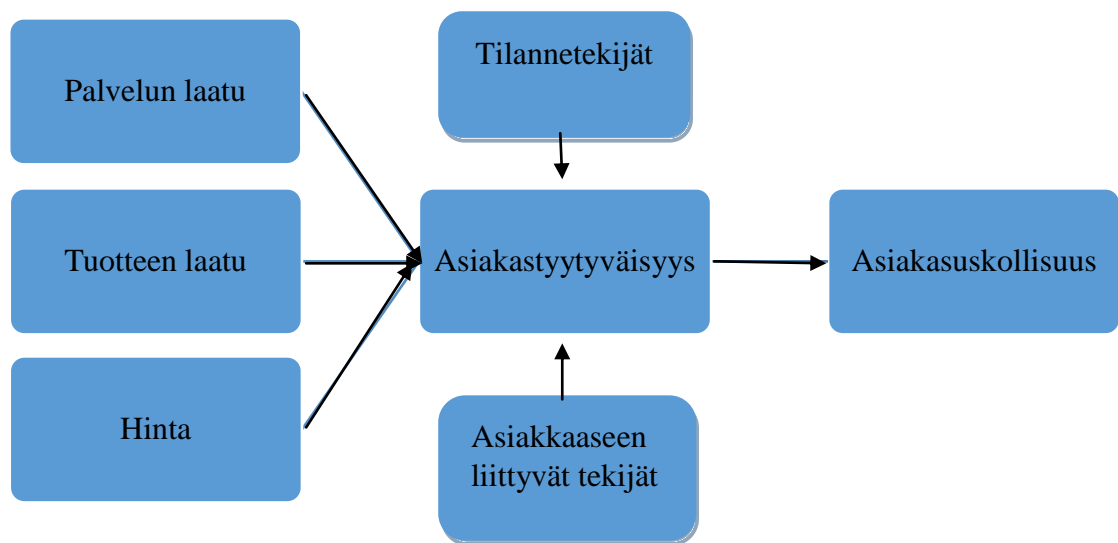 Palvelun laatu
Tuotteen laatu
Hinta
Tilannetekijät
Asiakastyytyväisyys
Asiakkaaseen
liittyvät tekijät
Asiakasuskollisuus